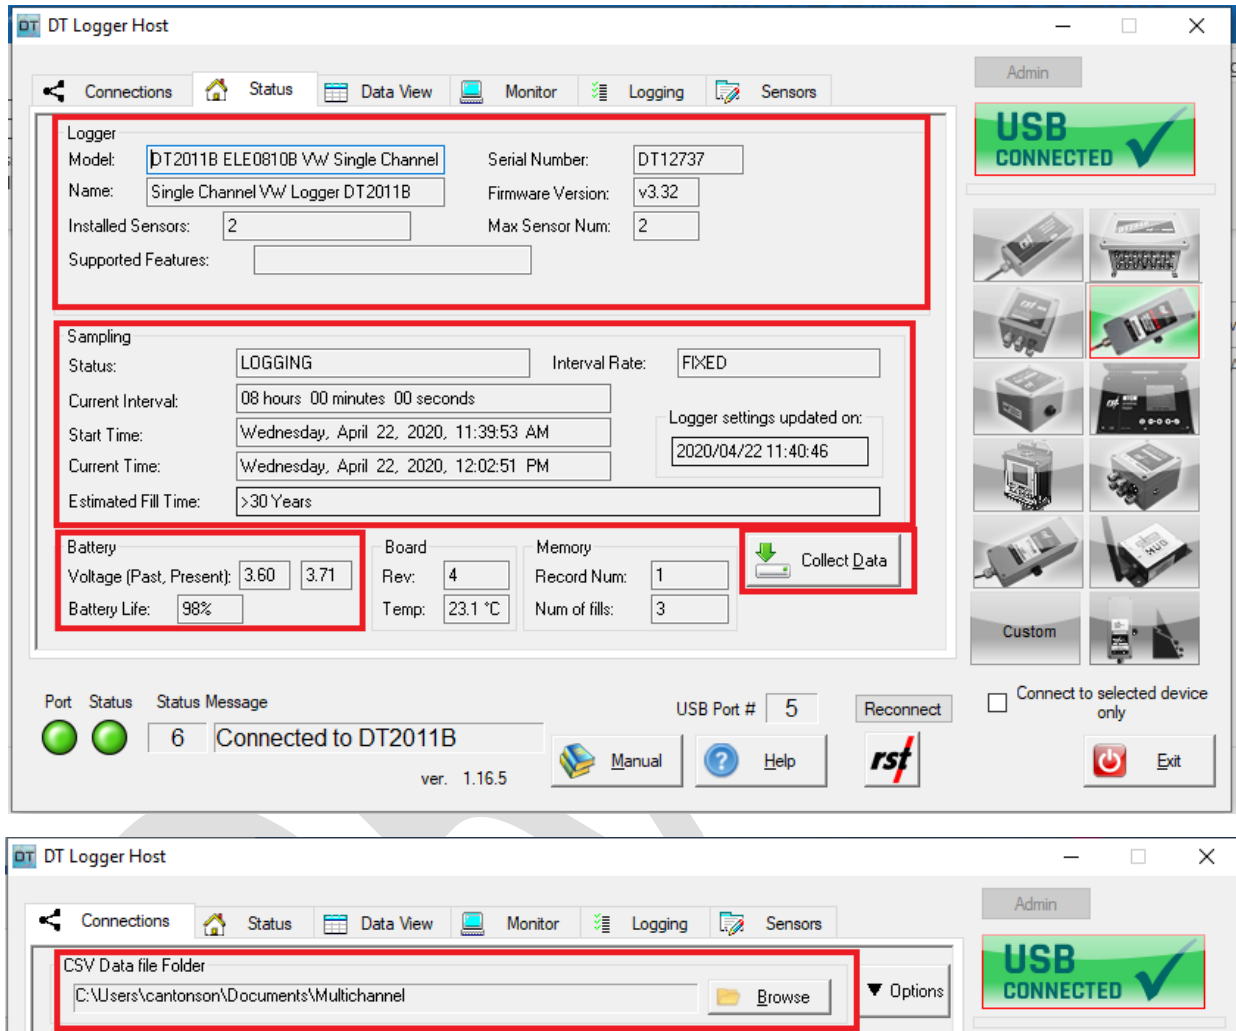 DT DT Logger Host
Connections Status Data View Monitor Logging Sensors
Admin
USB
CONNECTED
Logger
Model: DT2011B ELE0810B VW Single Channel Serial Number: DT12737
Name: Single Channel VW Logger DT2011B Firmware Version: v3.32
Installed Sensors: 2 Max Sensor Num: 2
Supported Features:
Sampling
Status: LOGGING Interval Rate: FIXED
Current Interval: 08 hours 00 minutes 00 seconds
Logger settings updated on:
Start Time: Wednesday, April 22, 2020, 11:39:53 AM
2020/04/22 11:40:46
Current Time: Wednesday, April 22, 2020, 12:02:51 PM
Estimated Fill Time: >30 Years
Battery Board Memory
Collect Data
Voltage (Past, Present): 3.60 3.71 Rev: 4 Record Num: 1
Battery Life: 98% Temp: 23.1 °C Num of fills: 3
Custom
Port Status Status Message
USB Port # 5 Reconnect
Connect to selected device
only
6 Connected to DT2011B
Manual Help rst Exit
ver. 1.16.5
DT DT Logger Host
Connections Status Data View Monitor Logging Sensors
Admin
USB
CONNECTED
CSV Data file Folder
C:\Users\cantonson\Documents\Multichannel Browse Options